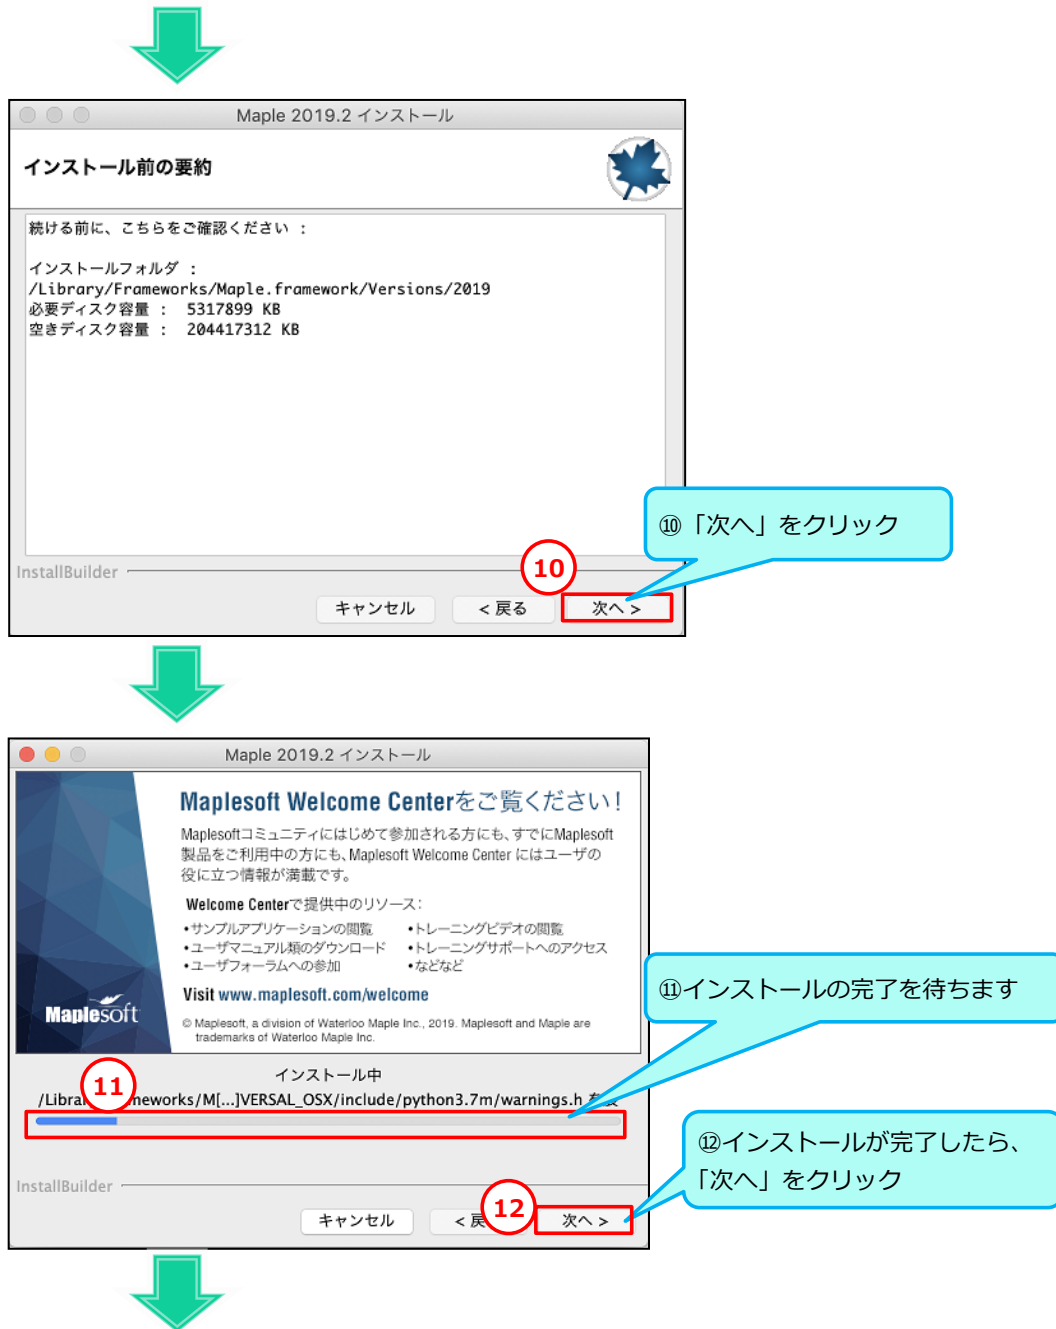 Maple 2019.2 インストール
インストール前の要約
続ける前に、こちらをご確認ください :
インストールフォルダ :
/Library/Frameworks/Maple.framework/Versions/2019
必要ディスク容量 : 5317899 KB
空きディスク容量 : 204417312 KB
⑩「次へ」をクリック
InstallBuilder
10
キャンセル < 戻る 次へ >
Maple 2019.2 インストール
Maplesoft Welcome Centerをご覧ください!
Maplesoftコミュニティにはじめて参加される方にも、すでにMaplesoft
製品をご利用中の方にも、Maplesoft Welcome Center にはユーザの
役に立つ情報が満載です。
Welcome Centerで提供中のリソース:
•サンプルアプリケーションの閲覧 •トレーニングビデオの閲覧
•ユーザマニュアル類のダウンロード •トレーニングサポートへのアクセス
•ユーザフォーラムへの参加 •などなど
Visit www.maplesoft.com/welcome
Maplesoft
© Maplesoft, a division of Waterloo Maple Inc., 2019. Maplesoft and Maple are
trademarks of Waterloo Maple Inc.
⑪インストールの完了を待ちます
インストール中
11
/Libra meworks/M[...]VERSAL_OSX/include/python3.7m/warnings.h を
⑫インストールが完了したら、
「次へ」をクリック
InstallBuilder
12
キャンセル < 戻 次へ >